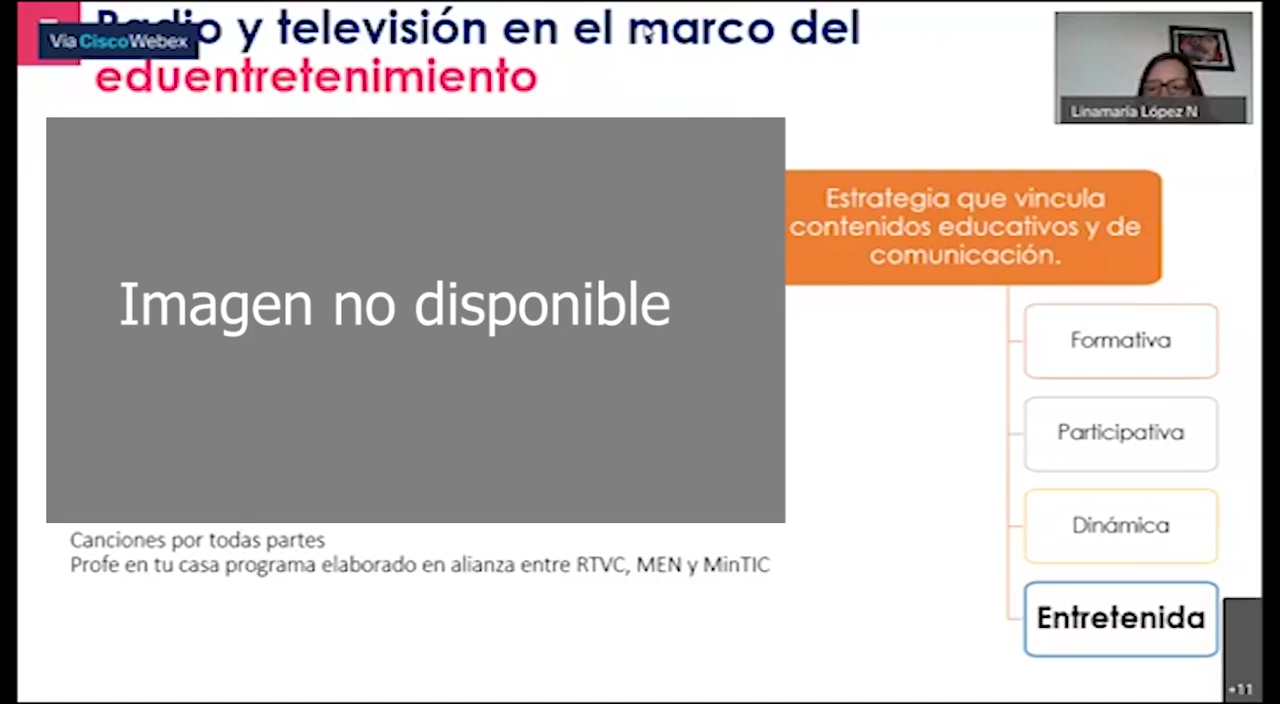 Radio y televisión en el marco del
Via CiscoWebex
eduentretenimiento
Linamaría López N
Imagen no disponible
Estrategia que vincula
contenidos educativos y de
comunicación.
Formativa
Participativa
Dinámica
Entretenida
Canciones por todas partes
Profe en tu casa programa elaborado en alianza entre RTVC, MEN y MinTIC
+11